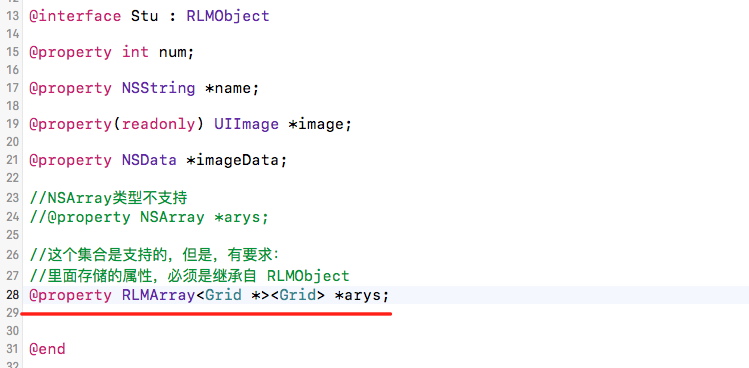 12
13 @interface Stu : RLMObject
14
15 @property int num;
16
17 @property NSString *name;
18
19 @property(readonly) UIImage *image;
20
21 @property NSData *imageData;
22
23 //NSArray类型不支持
24 //@property NSArray *arys;
25
26 //这个集合是支持的，但是，有要求：
27 //里面存储的属性，必须是继承自 RLMObject
28 @property RLMArray<Grid *><Grid> *arys;
29
30
31 @end
32